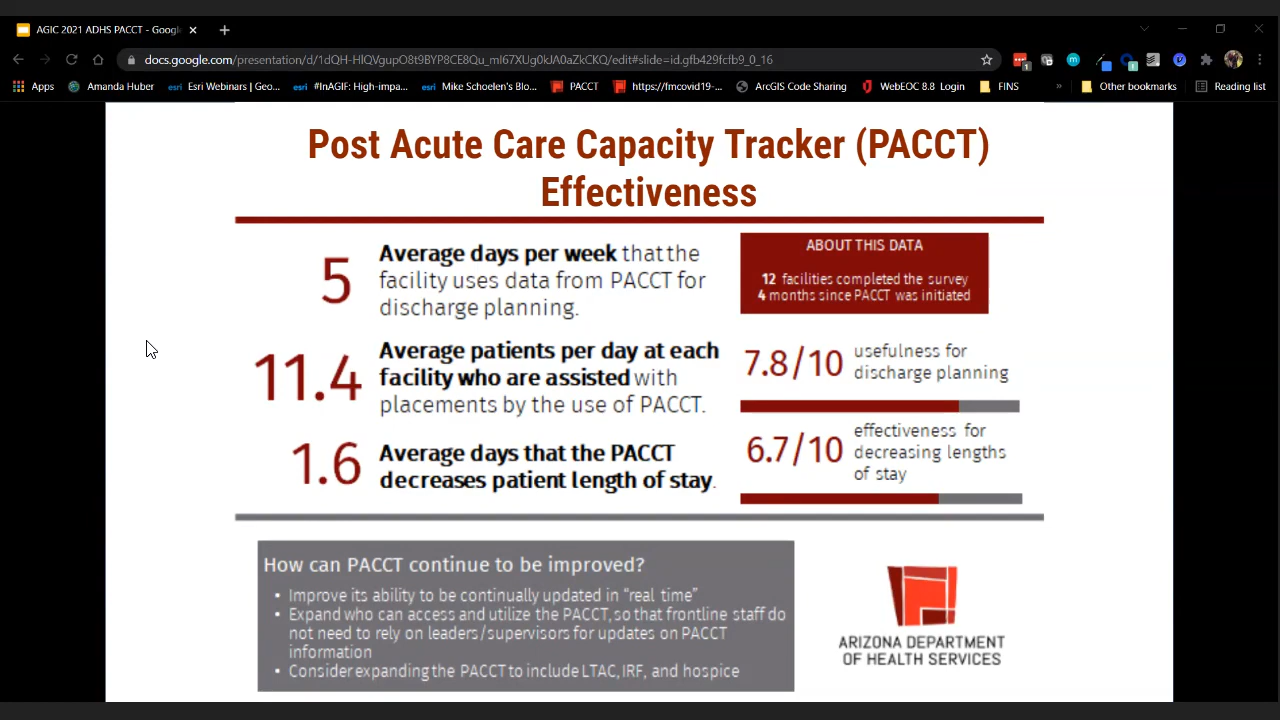 AGIC 2021 ADHS PACCT - Google
docs.google.com/presentation/d/1dQH-HlQVgupO8t9BYP8CE8Qu_mI67XUg0kJA0aZkCKQ/edit#slide=id.gfb429fcfb9_0_16
Apps Amanda Huber esri Esri Webinars | Geo... esri #InAGIF: High-impa... esri Mike Schoelen's Blo... PACCT https://fmcovid19-... ArcGIS Code Sharing WebEOC 8.8 Login FINS » Other bookmarks Reading list
Post Acute Care Capacity Tracker (PACCT)
Effectiveness
5
Average days per week that the
facility uses data from PACCT for
discharge planning.
11.4
Average patients per day at each
facility who are assisted with
placements by the use of PACCT.
1.6
Average days that the PACCT
decreases patient length of stay.
ABOUT THIS DATA
12 facilities completed the survey
4 months since PACCT was initiated
7.8/10
usefulness for
discharge planning
6.7/10
effectiveness for
decreasing lengths
of stay
How can PACCT continue to be improved?
• Improve its ability to be continually updated in “real time”
• Expand who can access and utilize the PACCT, so that frontline staff do
not need to rely on leaders/supervisors for updates on PACCT
information
• Consider expanding the PACCT to include LTAC, IRF, and hospice
ARIZONA DEPARTMENT
OF HEALTH SERVICES